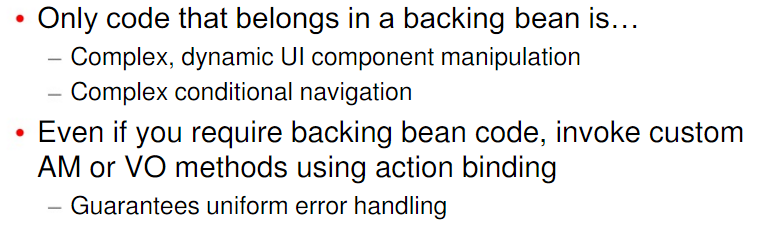 • Only code that belongs in a backing bean is…
– Complex, dynamic UI component manipulation
– Complex conditional navigation
• Even if you require backing bean code, invoke custom
AM or VO methods using action binding
– Guarantees uniform error handling